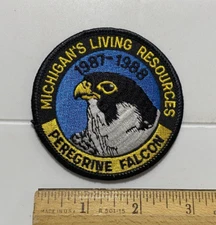 MICHIGAN'S LIVING RESOURCES
1987-1988
PEREGRINE FALCON
1 2 3